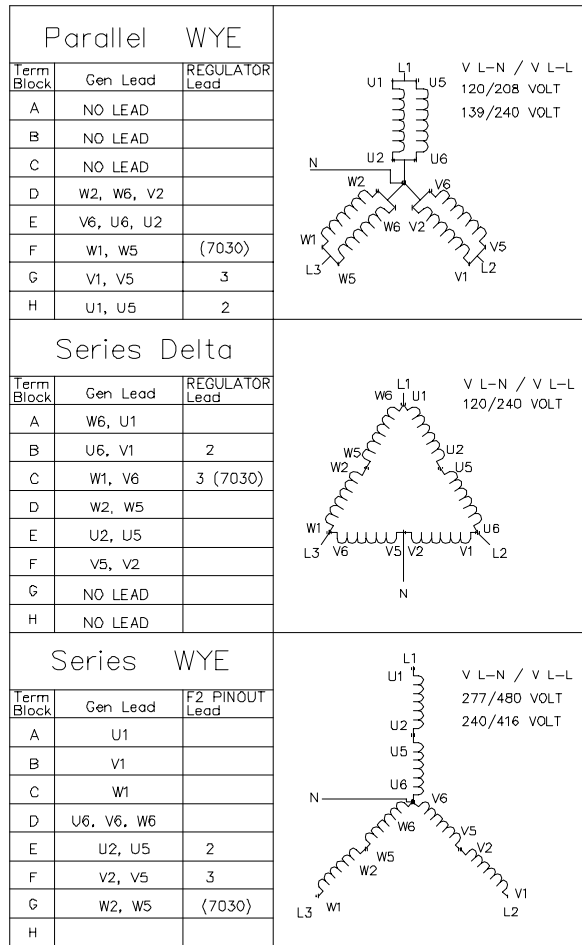 Parallel WYE
Term Block Gen Lead REGULATOR Lead
A NO LEAD
B NO LEAD
C NO LEAD
D W2, W6, V2
E V6, U6, U2
F W1, W5 (7030)
G V1, V5 3
H U1, U5 2
L1
U1 U5
V L-N / V L-L
120/208 VOLT
139/240 VOLT
U2 U6
N
W2 V6
W6 V2
W1 V5
L3 W5 V1 L2
Series Delta
Term Block Gen Lead REGULATOR Lead
A W6, U1
B U6, V1 2
C W1, V6 3 (7030)
D W2, W5
E U2, U5
F V5, V2
G NO LEAD
H NO LEAD
L1
W6 U1
V L-N / V L-L
120/240 VOLT
W5 U2
W2 U5
W1 U6
L3 V6 V5 V2 V1 L2
N
Series WYE
Term Block Gen Lead F2 PINOUT Lead
A U1
B V1
C W1
D U6. V6. W6
E U2, U5 2
F V2, V5 3
G W2, W5 (7030)
H
L1
U1
V L-N / V L-L
277/480 VOLT
240/416 VOLT
U2
U5
U6
N V6
W6 V5
W5 V2
W2
W1 V1
L3 L2